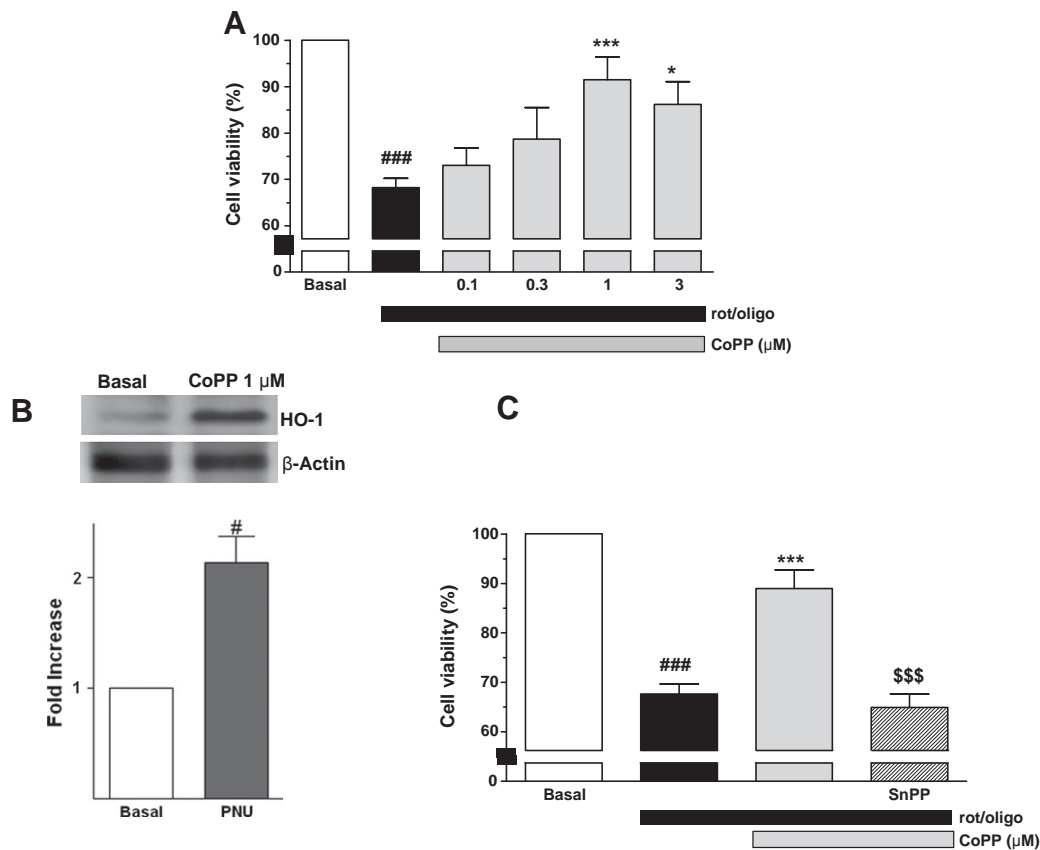 A
Cell viability (%)
100
90
80
70
60
0
###
***
*
Basal
0.1
0.3
1
3
rot/oligo
CoPP (μM)
B
Basal
CoPP 1 μM
HO-1
β-Actin
Fold Increase
2
1
#
Basal
PNU
C
Cell viability (%)
100
90
80
70
60
0
###
***
$$$
Basal
SnPP
rot/oligo
CoPP (μM)